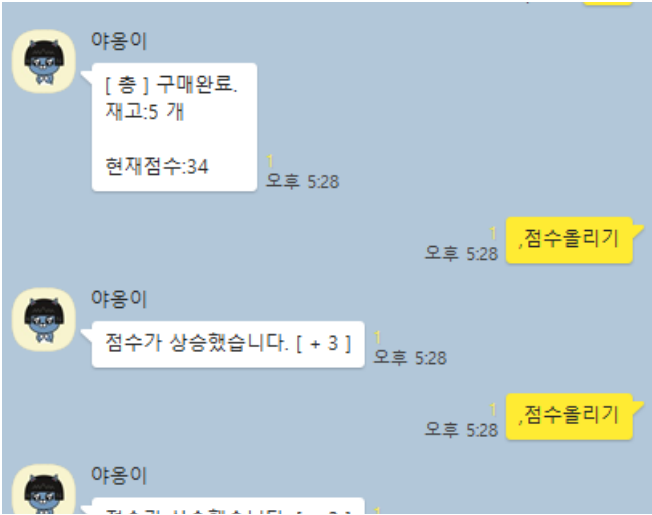 야옹이
[ 총 ] 구매완료.
재고:5 개
현재점수:34
1
오후 5:28
1
오후 5:28
,점수올리기
야옹이
점수가 상승했습니다. [ + 3 ]
1
오후 5:28
1
오후 5:28
,점수올리기
야옹이